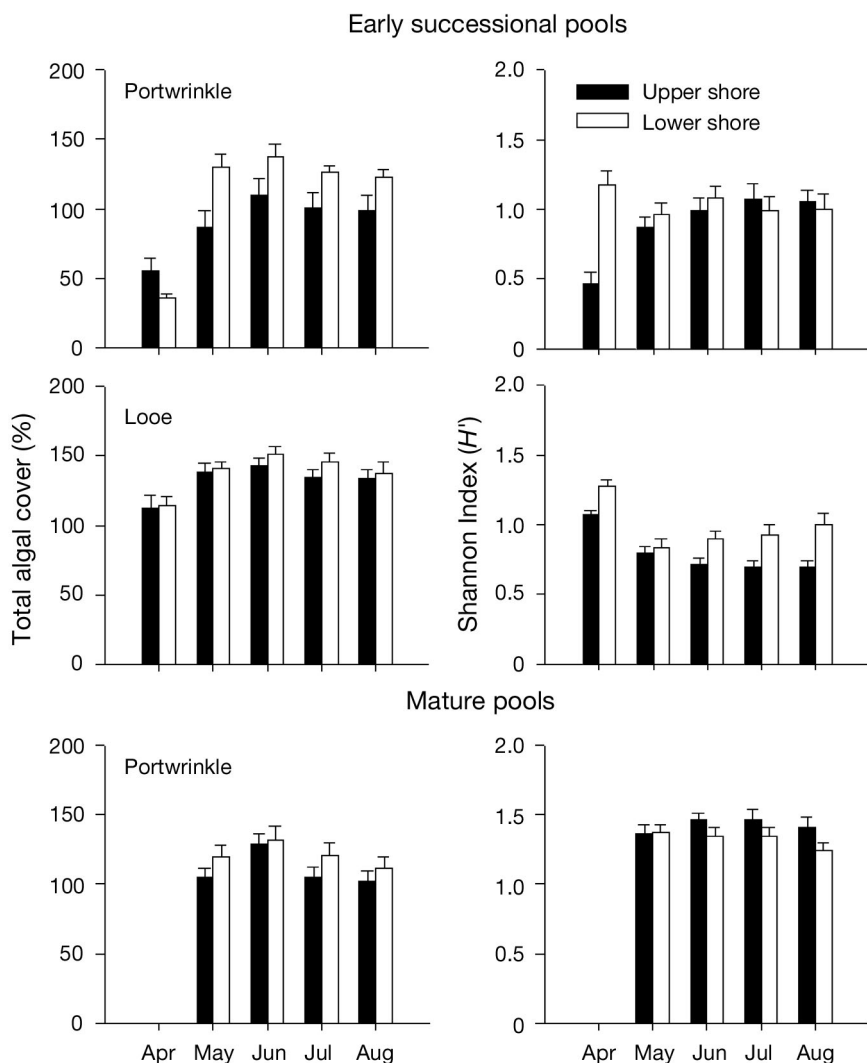 Early successional pools
Portwrinkle
200
150
100
50
0
2.0
1.5
1.0
0.5
0
Upper shore
Lower shore
Looe
200
150
100
50
0
2.0
1.5
1.0
0.5
0
Total algal cover (%)
Shannon Index (H')
Mature pools
Portwrinkle
200
150
100
50
0
2.0
1.5
1.0
0.5
0
Apr May Jun Jul Aug
Apr May Jun Jul Aug